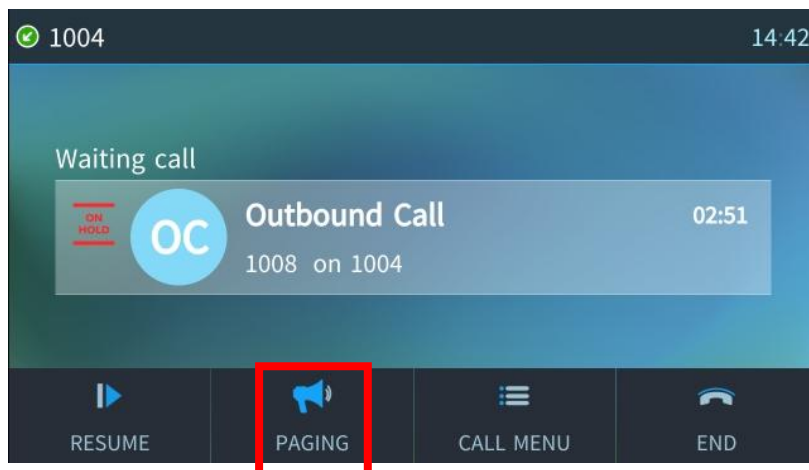 1004 14:42
Waiting call
ON
HOLD
OC
Outbound Call 02:51
1008 on 1004
RESUME PAGING CALL MENU END